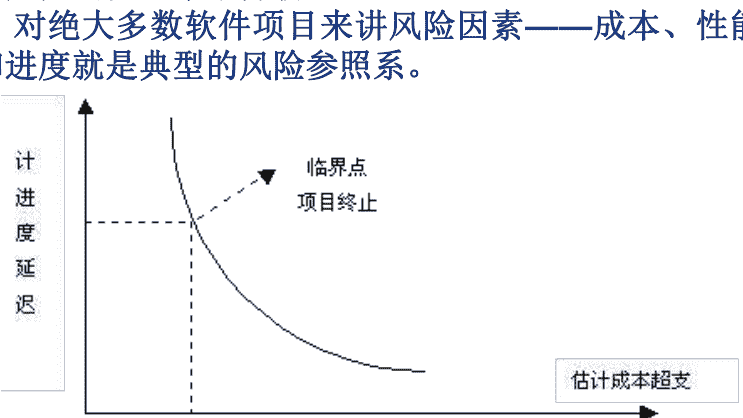 对绝大多数软件项目来讲风险因素——成本、性能
进度就是典型的风险参照系。
计
进
度
延
迟
临界点
项目终止
估计成本超支